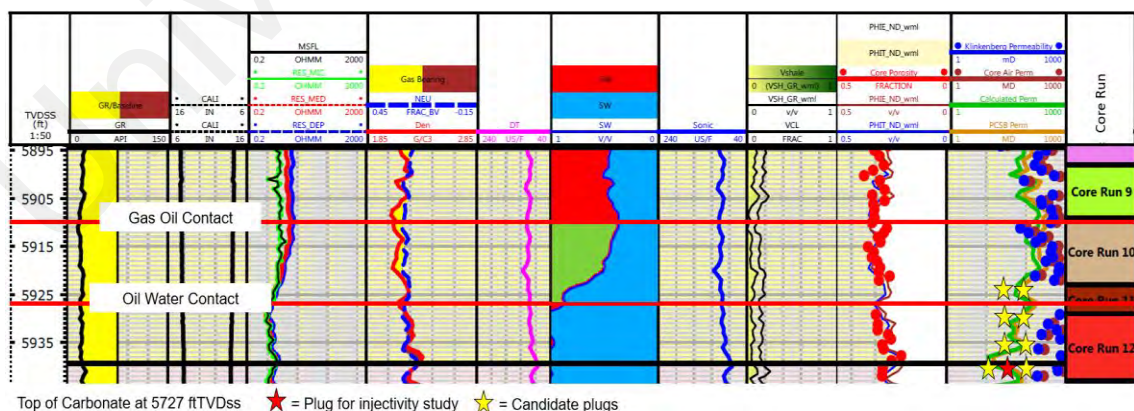 PHIE_ND_wml
MSFL
0.2 OHMM 2000
PHIT_ND_wml
Klinkenberg Permeability
1 mD 1000
RES_MIC
0.2 OHMM 2000
Gas Bearing
Vshale
0 (VSH_GR_wml) 1
Core Porosity
0.5 FRACTION 0
Core Air Perm
1 MD 1000
Core Run
GR/Baseline
CALI
16 IN 6
RES_MED
0.2 OHMM 2000
NEU
0.45 FRAC_BV -0.15
SW
VSH_GR_wml
0 v/v 1
PHIE_ND_wml
0.5 v/v 0
Calculated Perm
1 1000
TVDSS
(ft)
1:50
GR
0 API 150
CALI
6 IN 16
RES_DEP
0.2 OHMM 2000
Den
1.85 G/C3 2.85
DT
240 US/F 40
SW
1 V/V 0
Sonic
240 US/F 40
VCL
0 FRAC 1
PHIT_ND_wml
0.5 v/v 0
PCSB Perm
1 MD 1000
5895
Core Run 9
5905
Gas Oil Contact
5915
Core Run 10
5925
Oil Water Contact
5935
Core Run 12
Top of Carbonate at 5727 ftTVDss = Plug for injectivity study = Candidate plugs